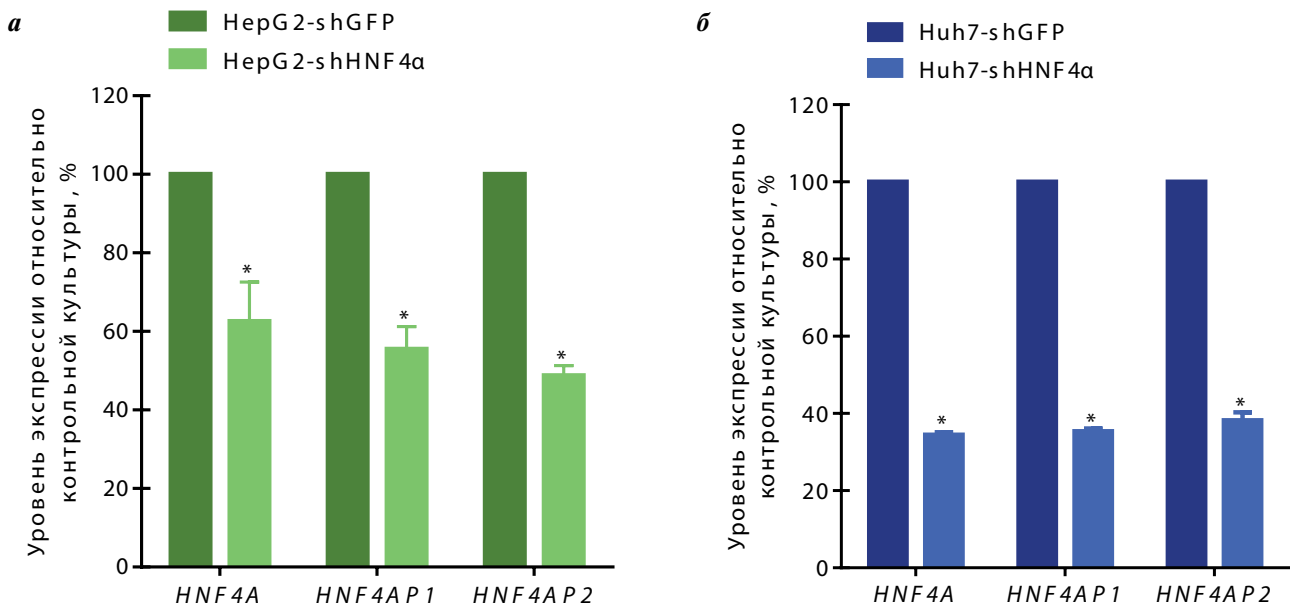 а
HepG2-shGFP
HepG2-shHNF4α
Уровень экспрессии относительно
контрольной культуры, %
120
100
80
60
40
20
0
*
*
*
HNF4A
HNF4AP1
HNF4AP2
б
Huh7-shGFP
Huh7-shHNF4α
Уровень экспрессии относительно
контрольной культуры, %
120
100
80
60
40
20
0
*
*
*
HNF4A
HNF4AP1
HNF4AP2